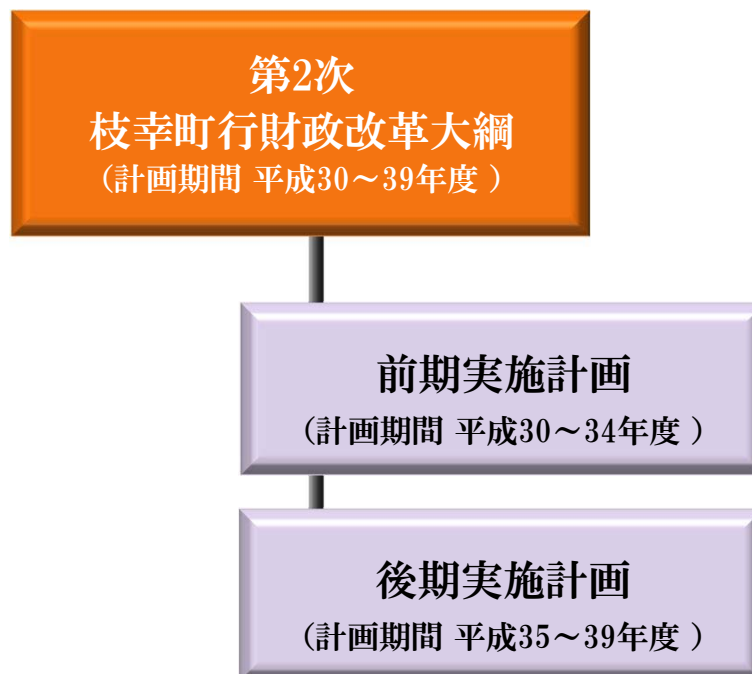 第2次
枝幸町行財政改革大綱
（計画期間 平成30～39年度 ）
前期実施計画
（計画期間 平成30～34年度 ）
後期実施計画
（計画期間 平成35～39年度 ）